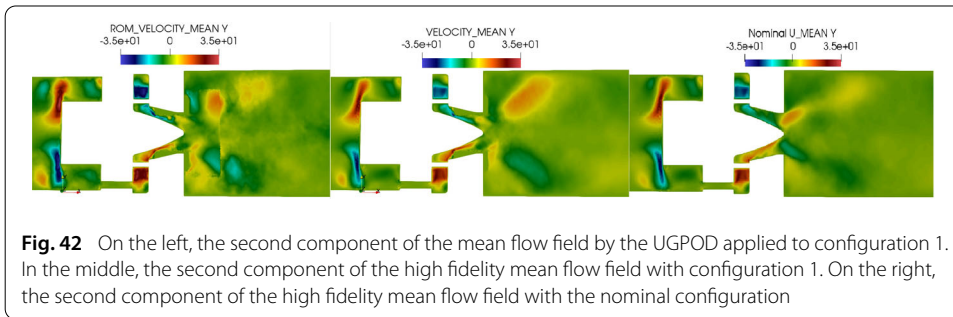 ROM_VELOCITY_MEAN Y
-3.5e+01 0 3.5e+01
VELOCITY_MEAN Y
-3.5e+01 0 3.5e+01
Nominal U_MEAN Y
-3.5e+01 0 3.5e+01
Fig. 42 On the left, the second component of the mean flow field by the UGPOD applied to configuration 1.
In the middle, the second component of the high fidelity mean flow field with configuration 1. On the right,
the second component of the high fidelity mean flow field with the nominal configuration